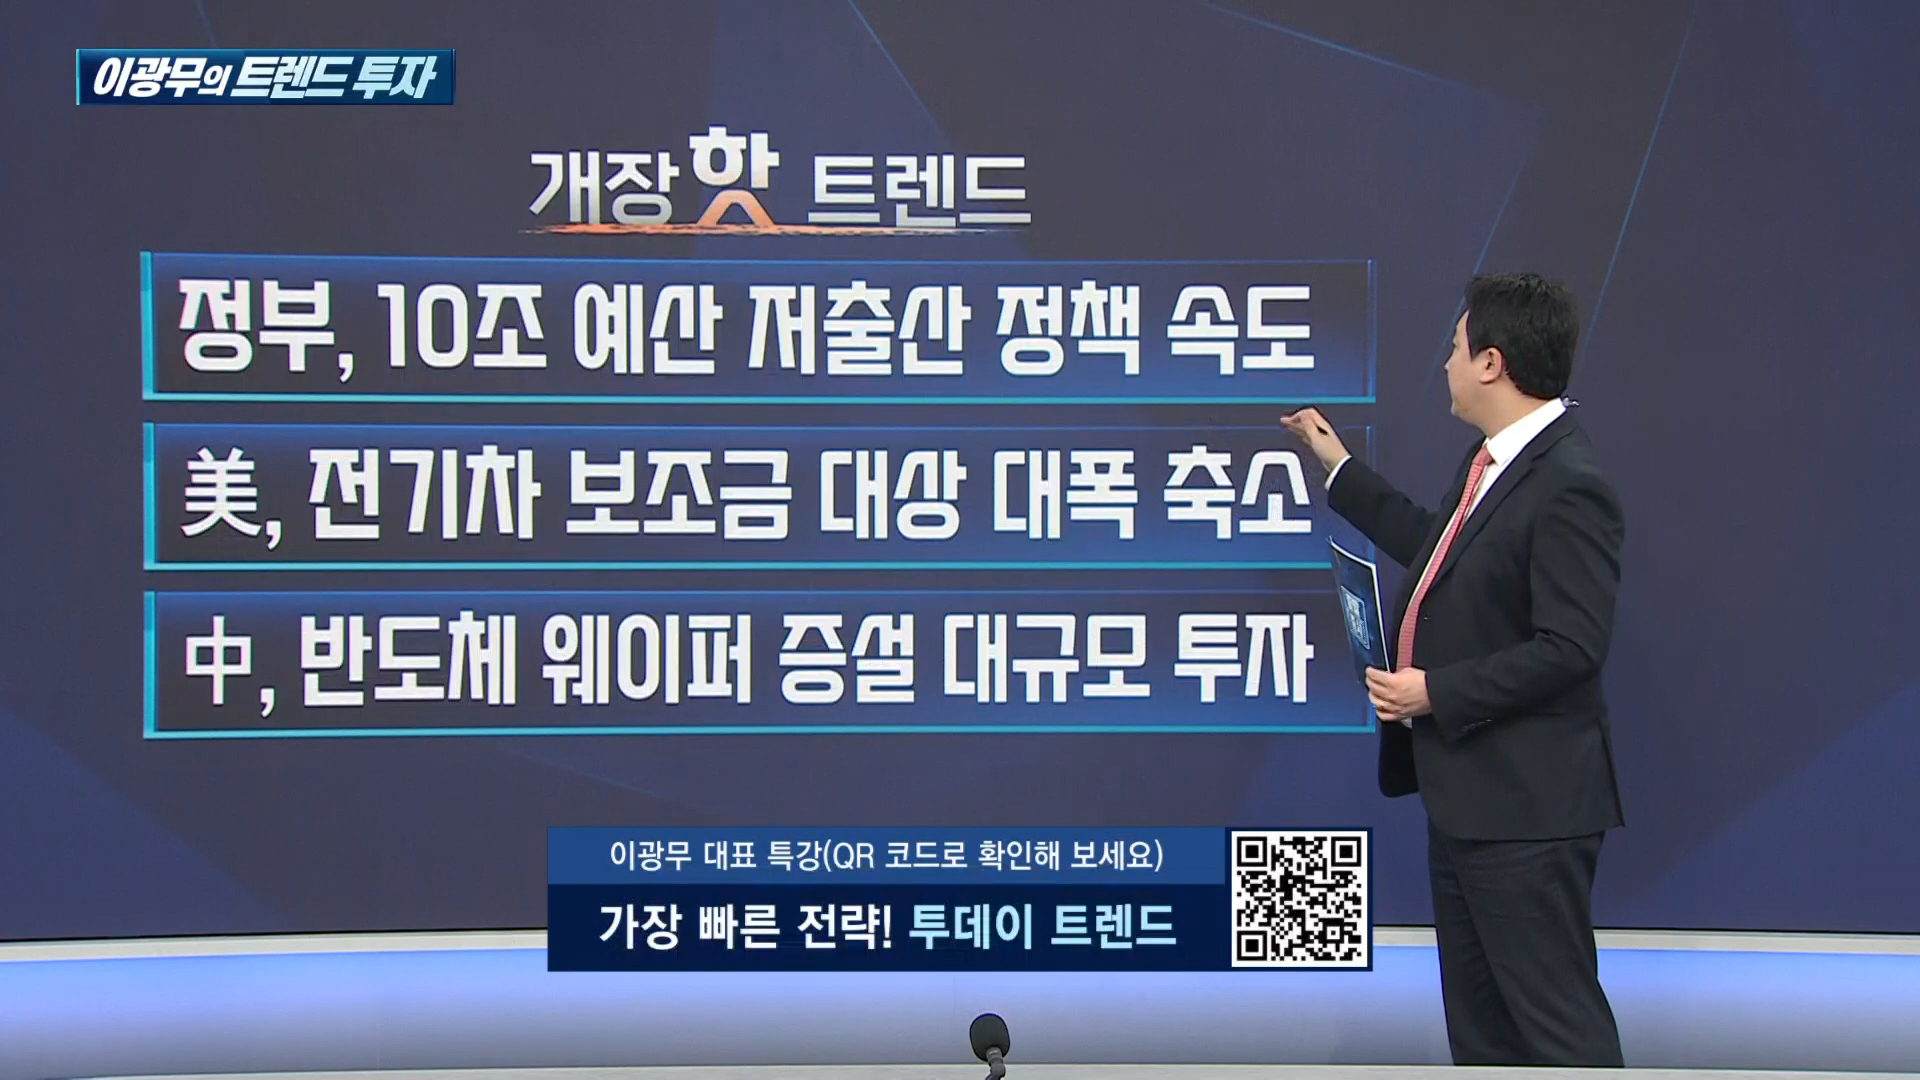 이광무의 트렌드 투자
개장 핫 트렌드
정부, 10조 예산 저출산 정책 속도
美, 전기차 보조금 대상 대폭 축소
中, 반도체 웨이퍼 증설 대규모 투자
이광무 대표 특강(QR 코드로 확인해 보세요)
가장 빠른 전략! 투데이 트렌드